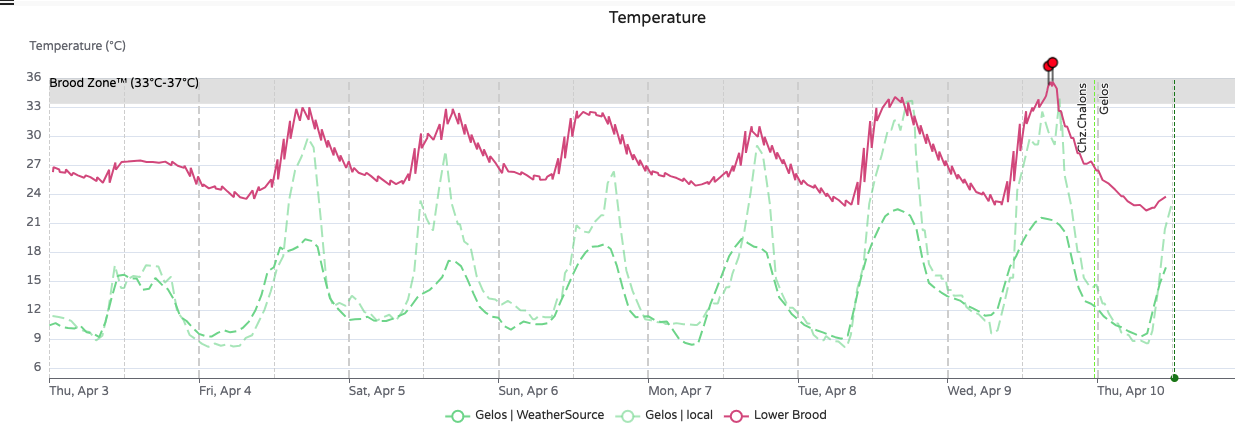 Temperature
Temperature (°C)
36
Brood Zone™ (33°C-37°C)
33
30
27
24
21
18
15
12
9
6
Chz.Chalons
Gelos
Thu, Apr 3
Fri, Apr 4
Sat, Apr 5
Sun, Apr 6
Mon, Apr 7
Tue, Apr 8
Wed, Apr 9
Thu, Apr 10
Gelos | WeatherSource
Gelos | local
Lower Brood